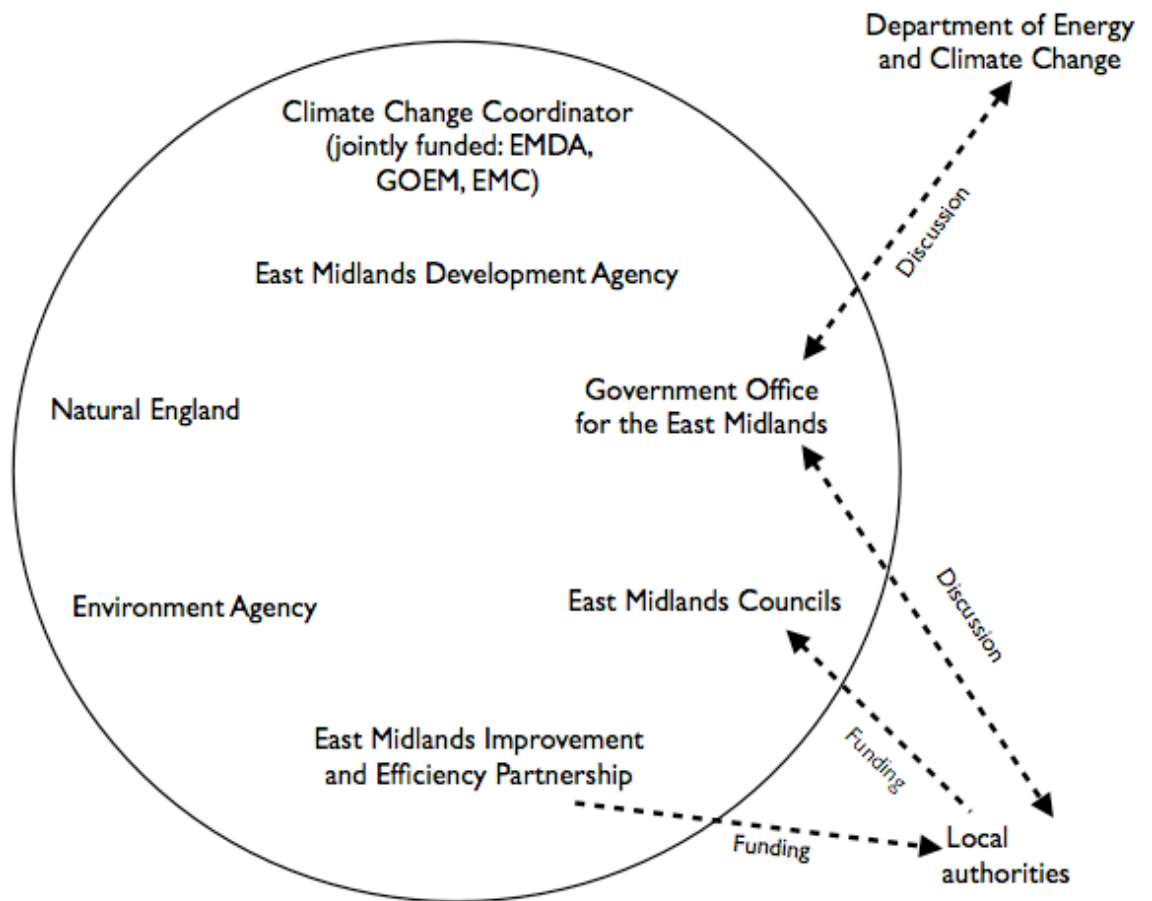 Department of Energy
and Climate Change
Climate Change Coordinator
(jointly funded: EMDA,
GOEM, EMC)
Discussion
East Midlands Development Agency
Government Office
for the East Midlands
Natural England
Environment Agency
East Midlands Councils
Discussion
East Midlands Improvement
and Efficiency Partnership
Funding
Funding
Local
authorities